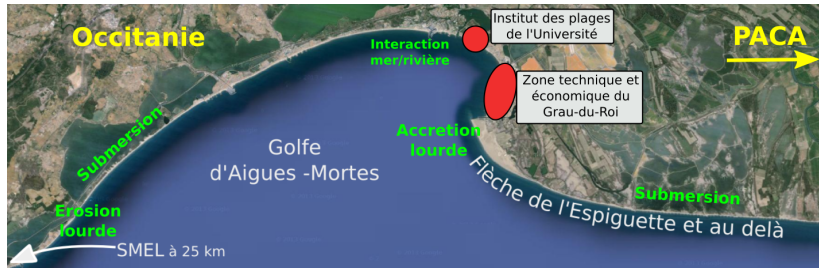 Occitanie
Institut des plages
de l'Université
PACA
Interaction
mer/rivière
Zone technique et
économique du
Grau-du-Roi
Submersion
Golfe
d'Aigues -Mortes
Accretion
lourde
Flèche de l'Espiguette et au delà
Submersion
Erosion
lourde
SMEL à 25 km